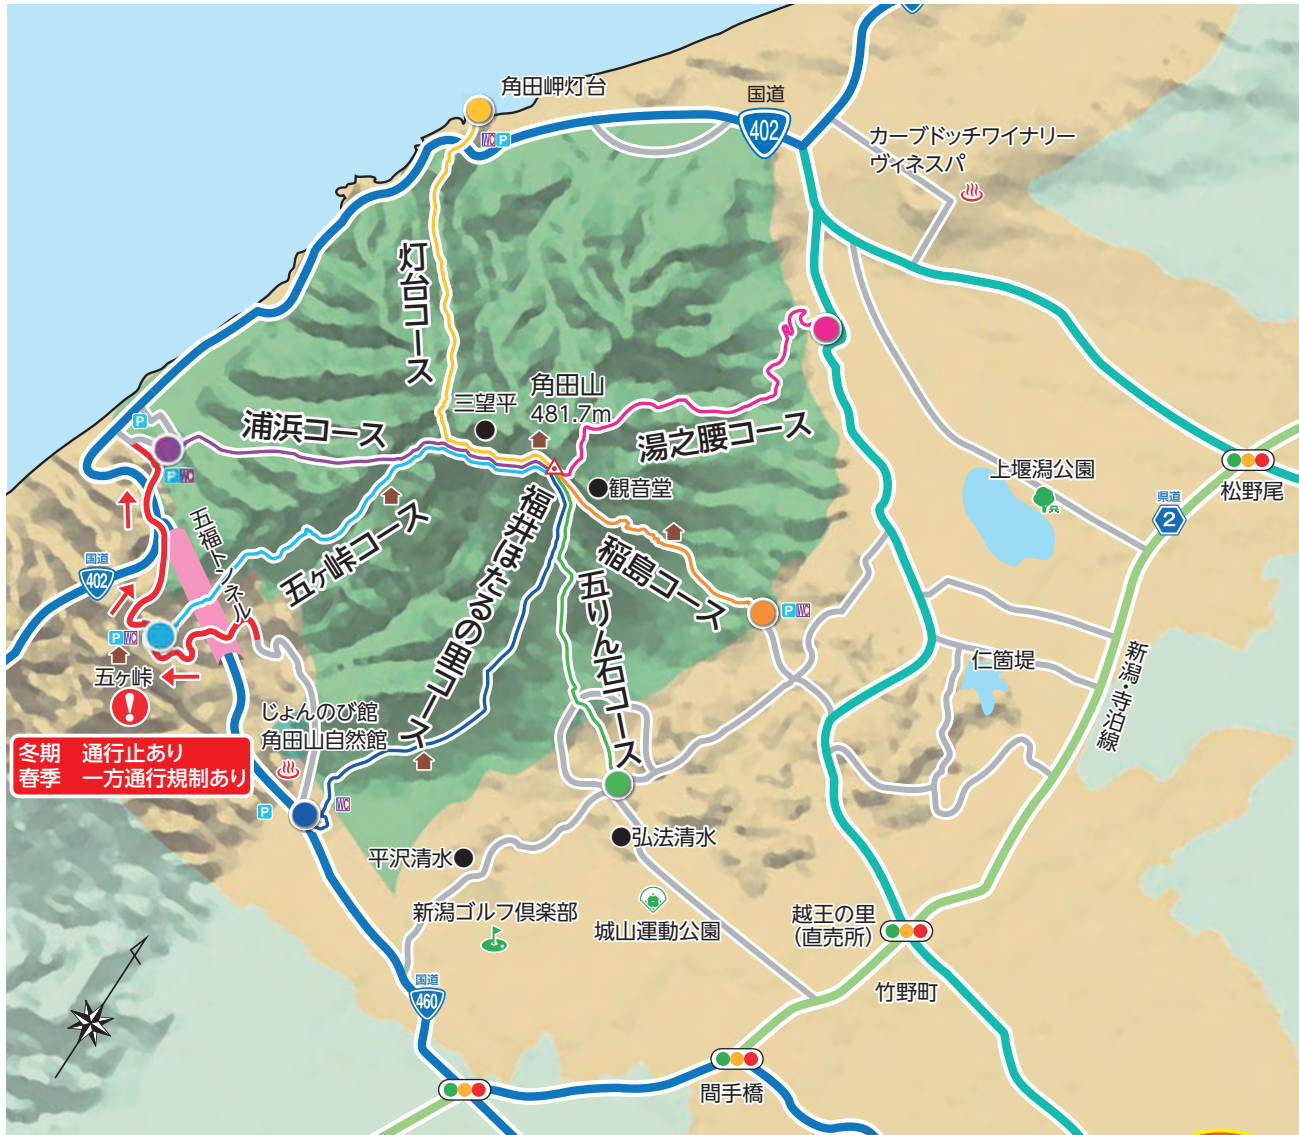 角田岬灯台
国道
402
カーブドッチワイナリー
ヴィネスパ
WC P
灯台コース
三望平
角田山
481.7m
浦浜コース
湯之腰コース
P
P WC
観音堂
上堰潟公園
松野尾
県道
2
五福トンネル
五ヶ峠コース
福井ほたるの里コース
五りん石コース
稲島コース
国道
402
P WC
P WC
五ヶ峠
!
冬期 通行止あり
春季 一方通行規制あり
じょんのび館
角田山自然館
P
WC
仁箇堤
新潟・寺泊線
平沢清水
弘法清水
新潟ゴルフ倶楽部
城山運動公園
越王の里
(直売所)
竹野町
国道
460
間手橋